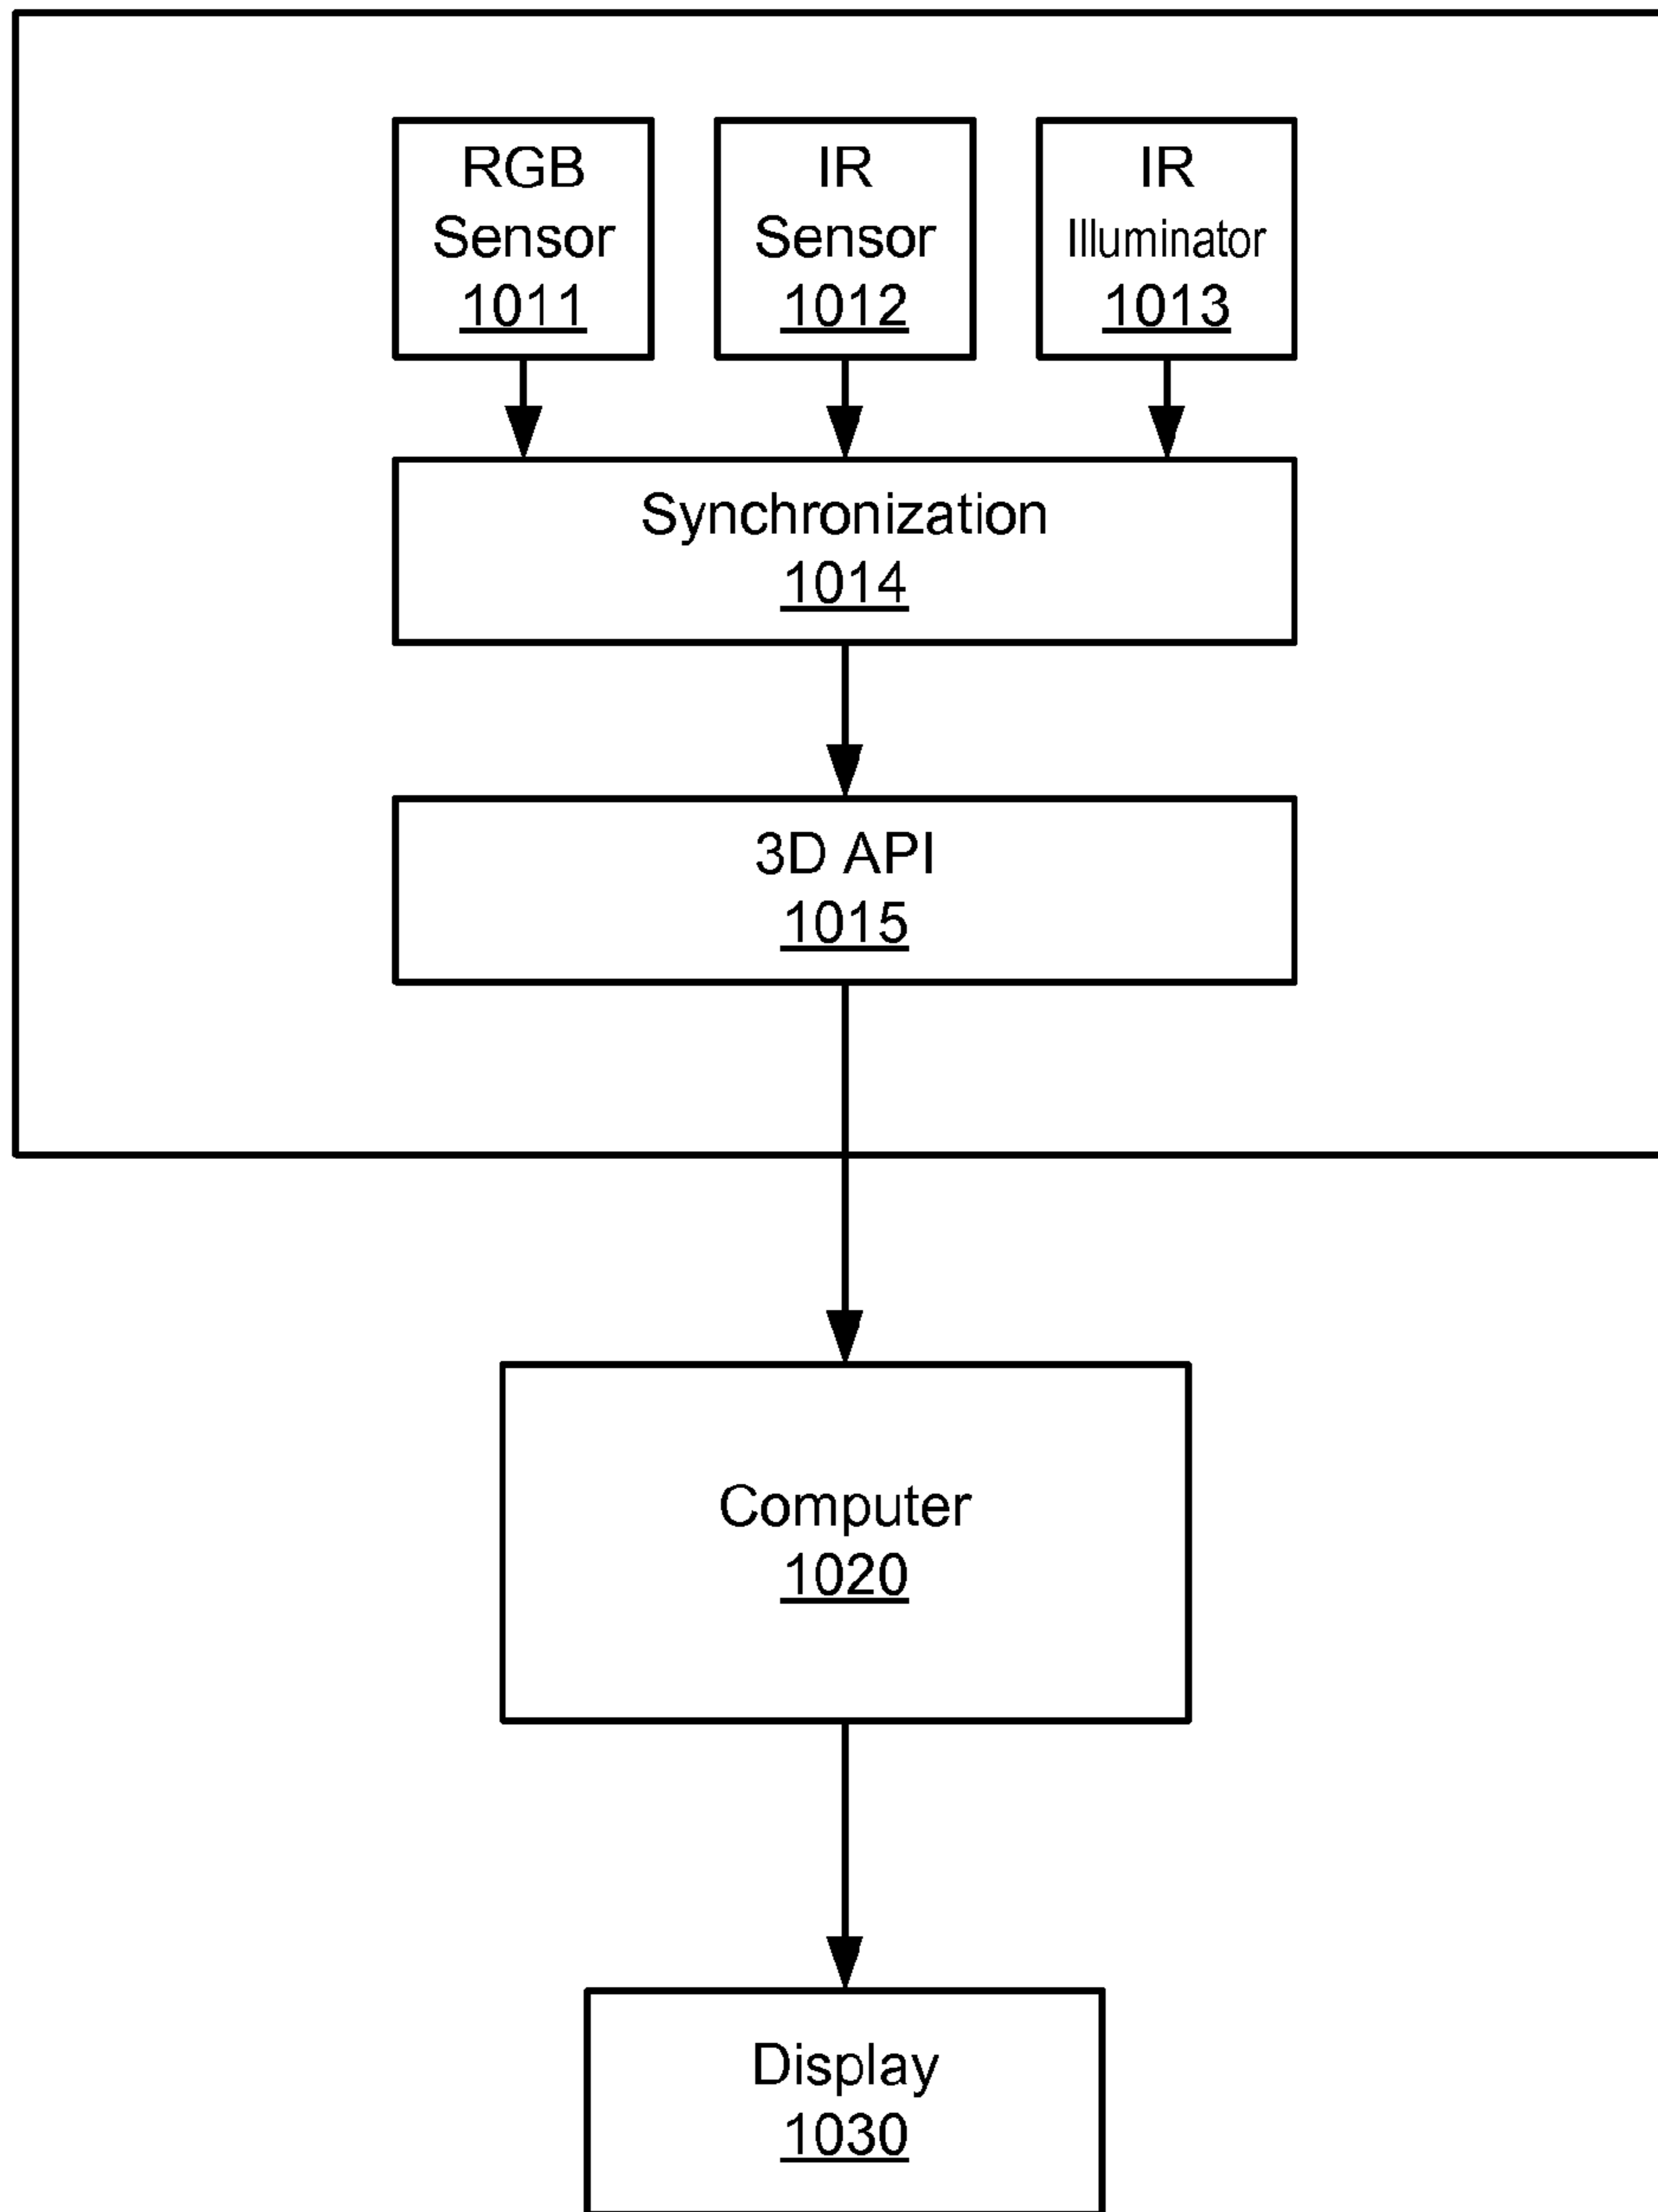 RGB
Sensor
1011
IR
Sensor
1012
IR
Illuminator
1013
Synchronization
1014
3D API
1015
Computer
1020
Display
1030